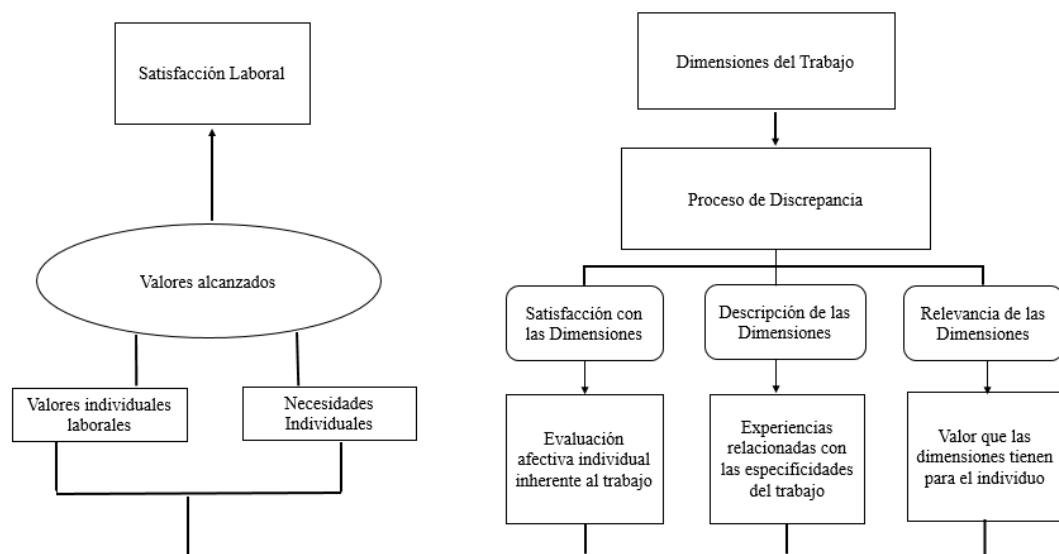 Satisfacción Laboral
Valores alcanzados
Valores individuales
laborales
Necesidades
Individuales
Dimensiones del Trabajo
Proceso de Discrepancia
Satisfacción con
las Dimensiones
Descripción de las
Dimensiones
Relevancia de las
Dimensiones
Evaluación
afectiva individual
inherente al trabajo
Experiencias
relacionadas con
las especificidades
del trabajo
Valor que las
dimensiones tienen
para el individuo